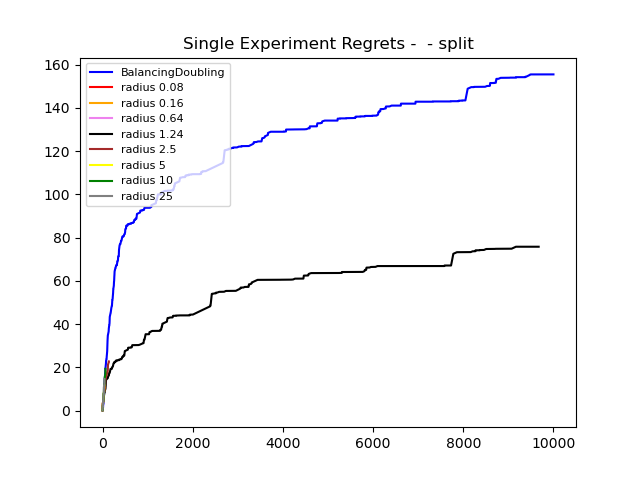 Single Experiment Regrets -  - split
160
140
120
100
80
60
40
20
0
BalancingDoubling
radius 0.08
radius 0.16
radius 0.64
radius 1.24
radius 2.5
radius 5
radius 10
radius 25
0 2000 4000 6000 8000 10000